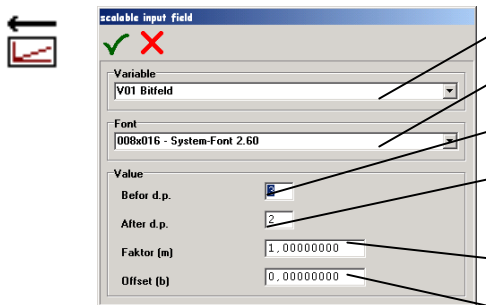 scalable input field
Variable
V01 Bitfeld
Font
008x016 - System-Font 2.60
Value
Befor d.p.
After d.p. 2
Faktor (m) 1,00000000
Offset (b) 0,00000000